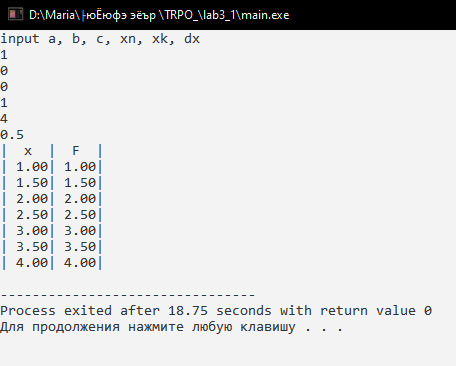 D:\Maria\├юЁюфэ эёър \TRPO_\lab3_1\main.exe
input a, b, c, xn, xk, dx
1
0
0
1
4
0.5
|  x  |  F  |
| 1.00| 1.00|
| 1.50| 1.50|
| 2.00| 2.00|
| 2.50| 2.50|
| 3.00| 3.00|
| 3.50| 3.50|
| 4.00| 4.00|
--------------------------------
Process exited after 18.75 seconds with return value 0
Для продолжения нажмите любую клавишу . . .